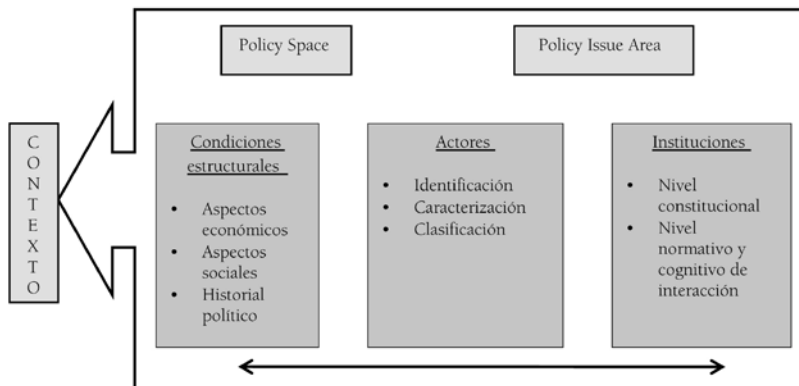 Policy Space
Policy Issue Area
C
O
N
T
E
X
T
O
Condiciones
estructurales
• Aspectos
económicos
• Aspectos
sociales
• Historial
político
Actores
• Identificación
• Caracterización
• Clasificación
Instituciones
• Nivel
constitucional
• Nivel
normativo y
cognitivo de
interacción